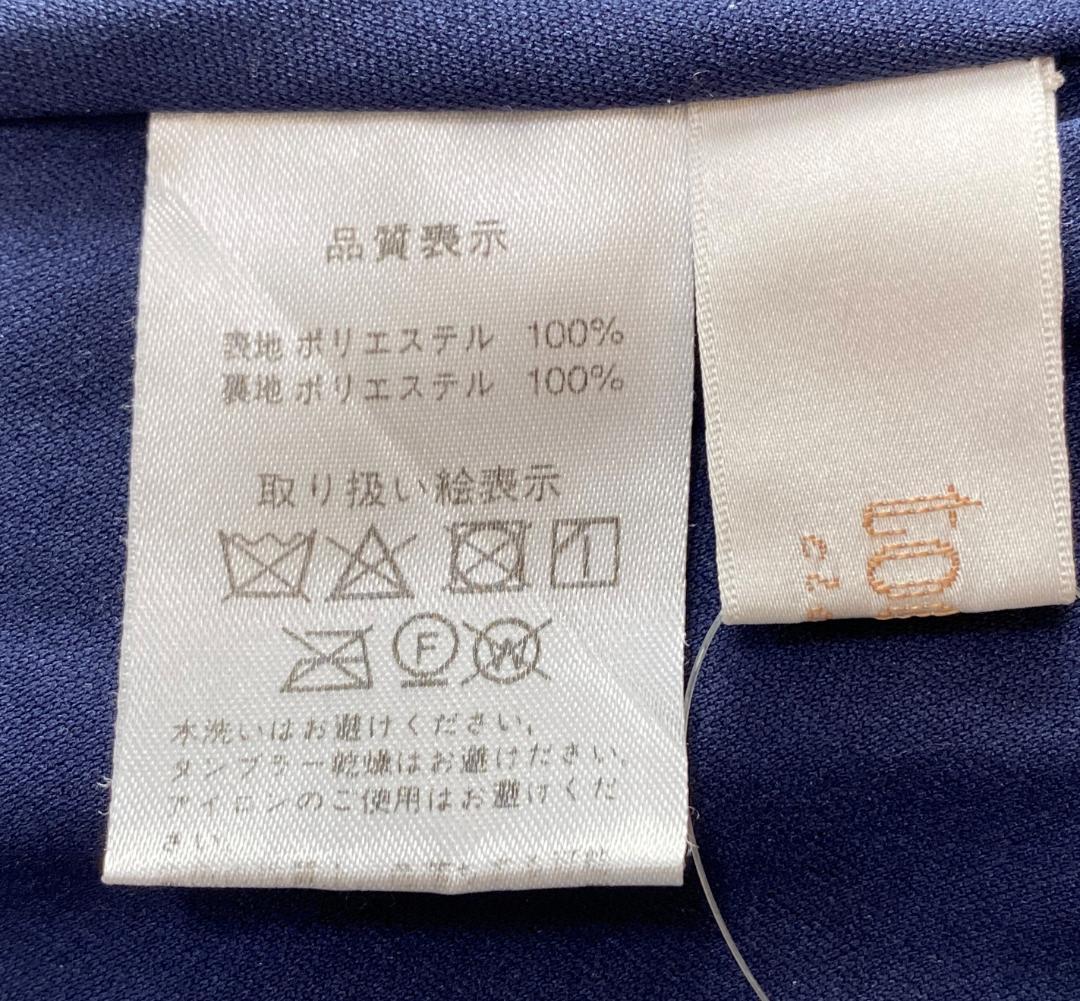 品質表示
表地 ポリエステル 100%
裏地 ポリエステル 100%
取り扱い絵表示
F W
水洗いはお避けください。
タンブラー乾燥はお避けください。
アイロンのご使用はお避けくだ
さい。